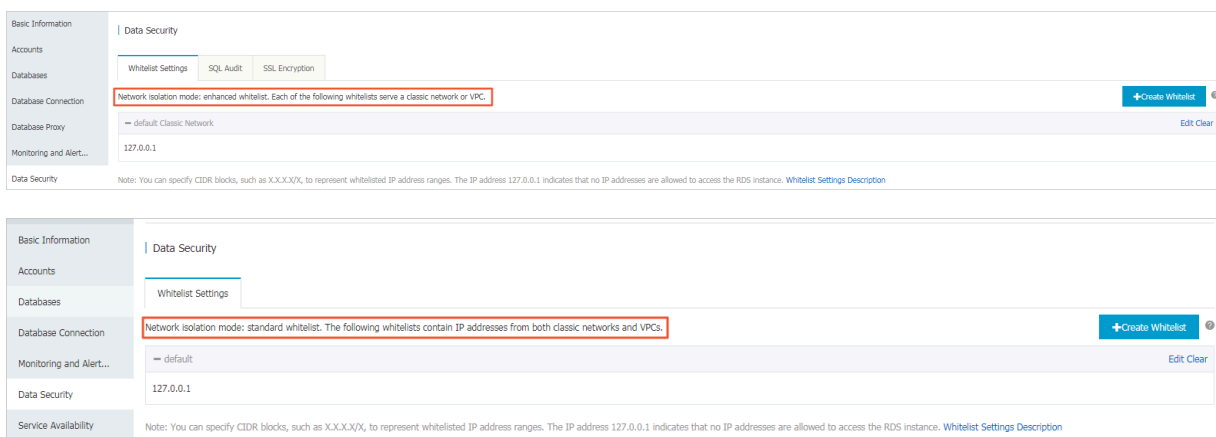 Basic Information
Accounts
Databases
Database Connection
Database Proxy
Monitoring and Alert...
Data Security
Data Security
Whitelist Settings SQL Audit SSL Encryption
Network isolation mode: enhanced whitelist. Each of the following whitelists serve a classic network or VPC.
+Create Whitelist
default Classic Network
Edit Clear
127.0.0.1
Note: You can specify CIDR blocks, such as X.X.X.X/X, to represent whitelisted IP address ranges. The IP address 127.0.0.1 indicates that no IP addresses are allowed to access the RDS instance. Whitelist Settings Description
Basic Information
Accounts
Databases
Database Connection
Monitoring and Alert...
Data Security
Service Availability
Data Security
Whitelist Settings
Network isolation mode: standard whitelist. The following whitelists contain IP addresses from both classic networks and VPCs.
+Create Whitelist
default
Edit Clear
127.0.0.1
Note: You can specify CIDR blocks, such as X.X.X.X/X, to represent whitelisted IP address ranges. The IP address 127.0.0.1 indicates that no IP addresses are allowed to access the RDS instance. Whitelist Settings Description